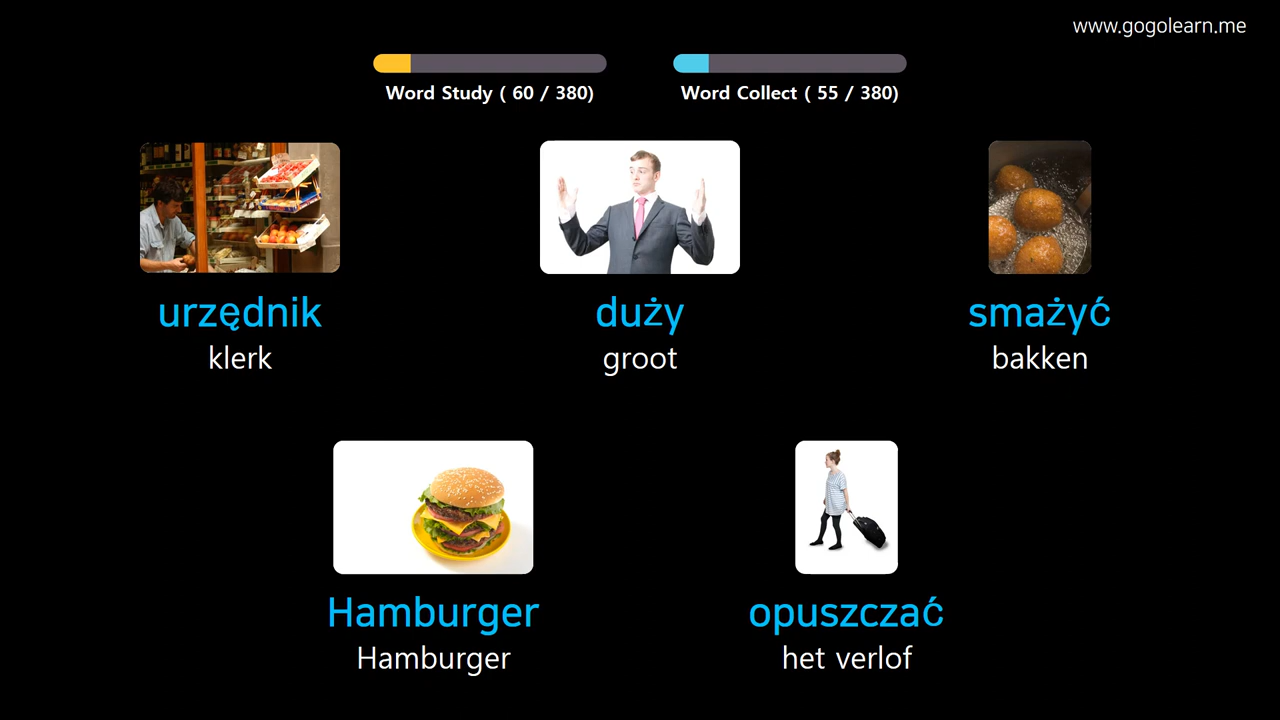 www.gogolearn.me
Word Study ( 60 / 380)
Word Collect ( 55 / 380)
urzędnik
klerk
duży
groot
smażyć
bakken
Hamburger
Hamburger
opuszczać
het verlof